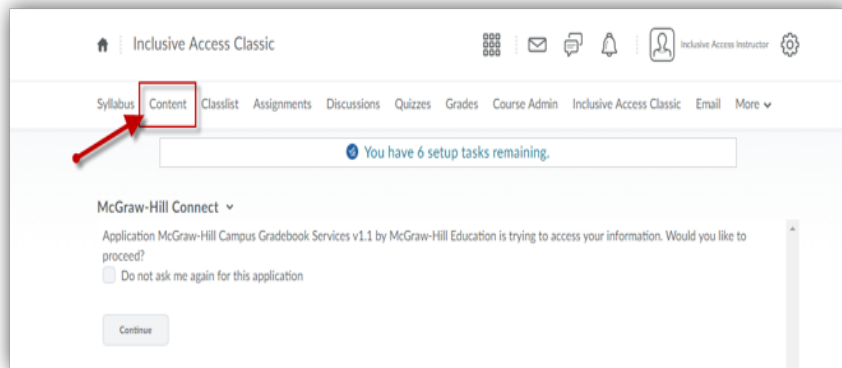 Inclusive Access Classic
Inclusive Access Instructor
Syllabus Content Classlist Assignments Discussions Quizzes Grades Course Admin Inclusive Access Classic Email More
You have 6 setup tasks remaining.
McGraw-Hill Connect
Application McGraw-Hill Campus Gradebook Services v1.1 by McGraw-Hill Education is trying to access your information. Would you like to
proceed?
Do not ask me again for this application
Continue